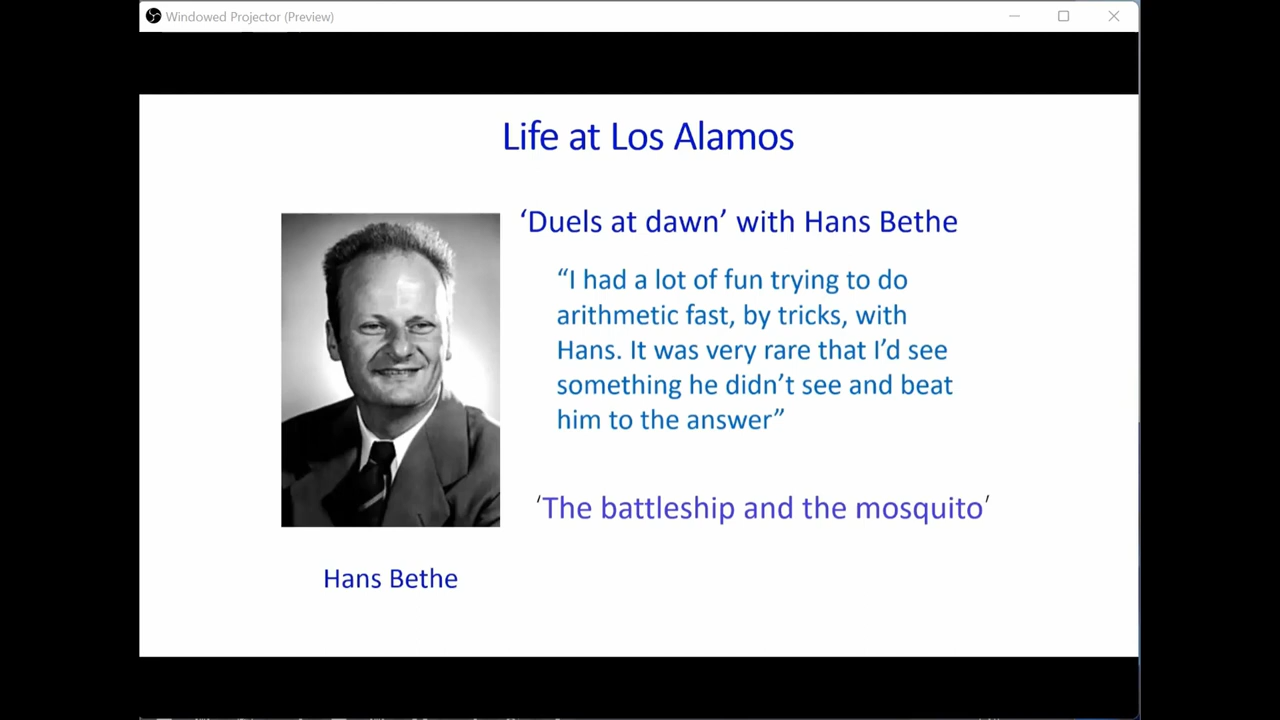 Windowed Projector (Preview)
Life at Los Alamos
‘Duels at dawn’ with Hans Bethe
“I had a lot of fun trying to do
arithmetic fast, by tricks, with
Hans. It was very rare that I’d see
something he didn’t see and beat
him to the answer”
‘The battleship and the mosquito’
Hans Bethe